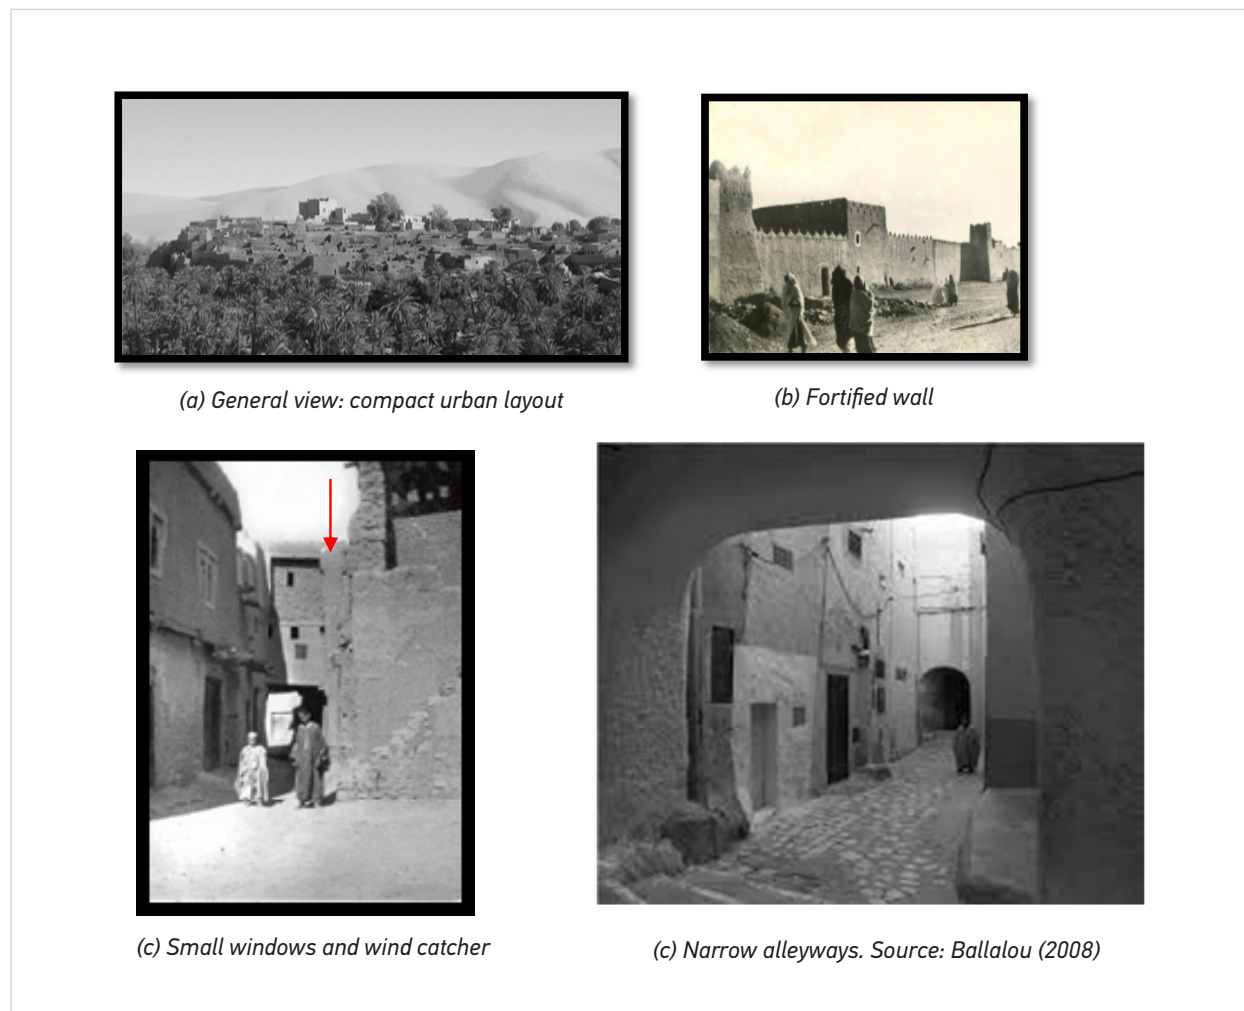 (a) General view: compact urban layout
(b) Fortified wall
(c) Small windows and wind catcher
(c) Narrow alleyways. Source: Ballalou (2008)